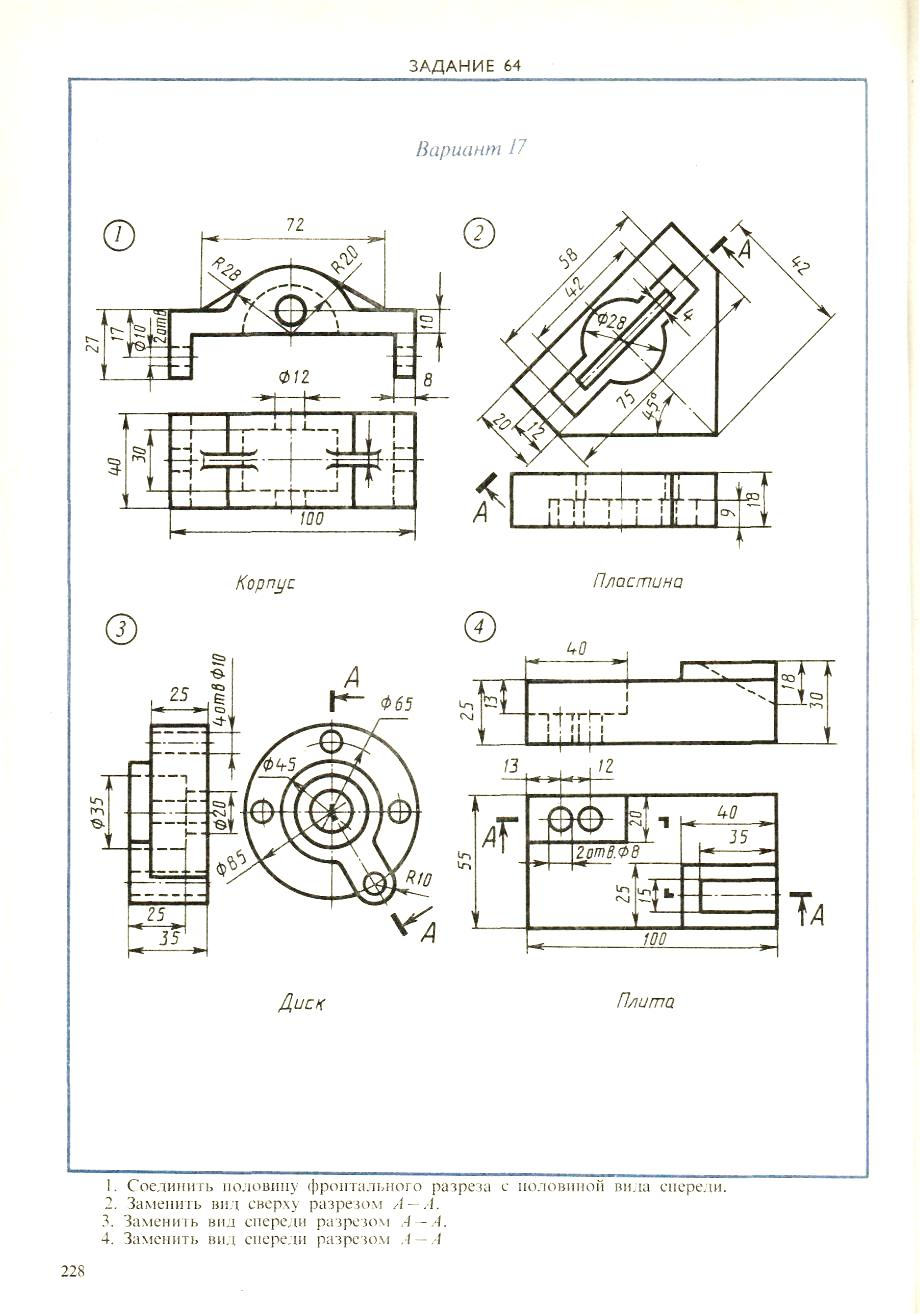 ЗАДАНИЕ 64
Вариант 17
1
72
R28
R20
27
17
Ф10
2отв
10
8
Ф12
40
30
100
Корпус
2
58
42
Ф28
4
A
42
75
45°
20
12
A
9
18
Пластина
3
25
4отв Ф10
Ф35
Ф20
25
35
A
Ф65
Ф45
Ф85
R10
A
Диск
4
40
25
13
18
30
13
12
A
20
40
35
2отв.Ф8
55
25
15
A
100
Плита
1. Соединить половину фронтального разреза с половиной вида спереди.
2. Заменить вид сверху разрезом А—А.
3. Заменить вид спереди разрезом А—А.
4. Заменить вид спереди разрезом А—А
228